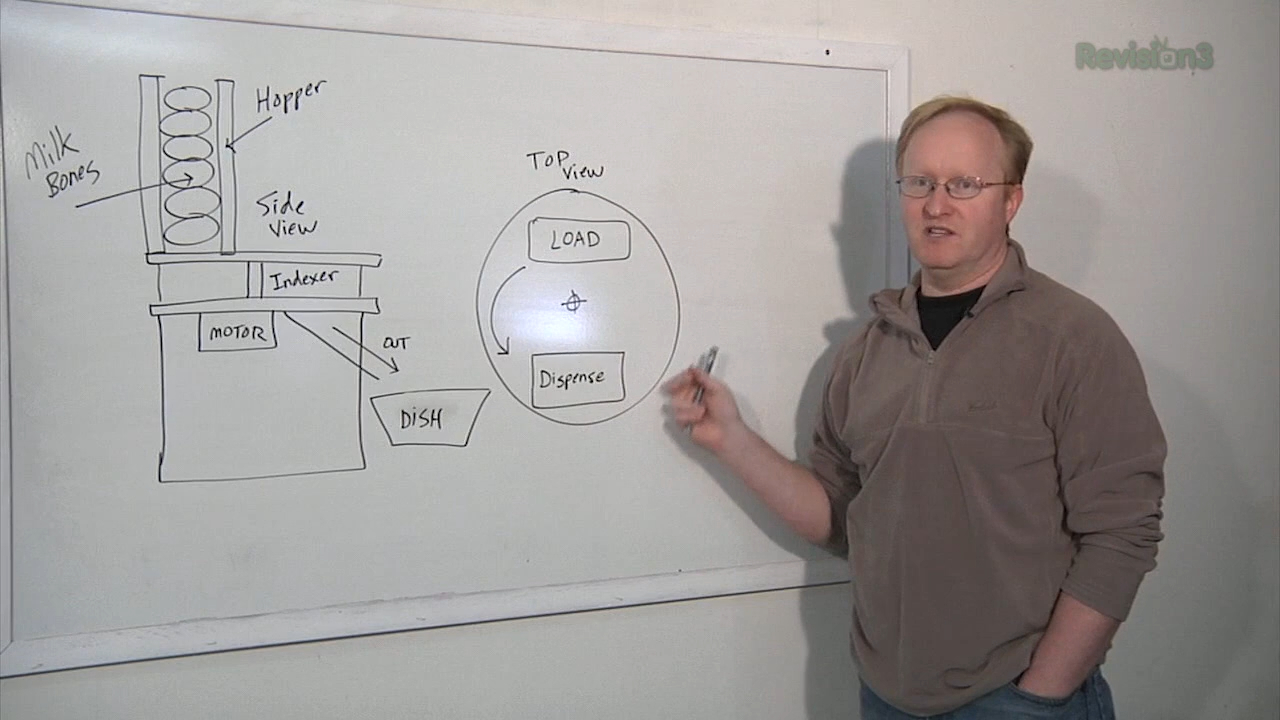 Revision3
Hopper
Milk
Bones
Side
View
Top
View
LOAD
Indexer
MOTOR
OUT
Dispense
DISH